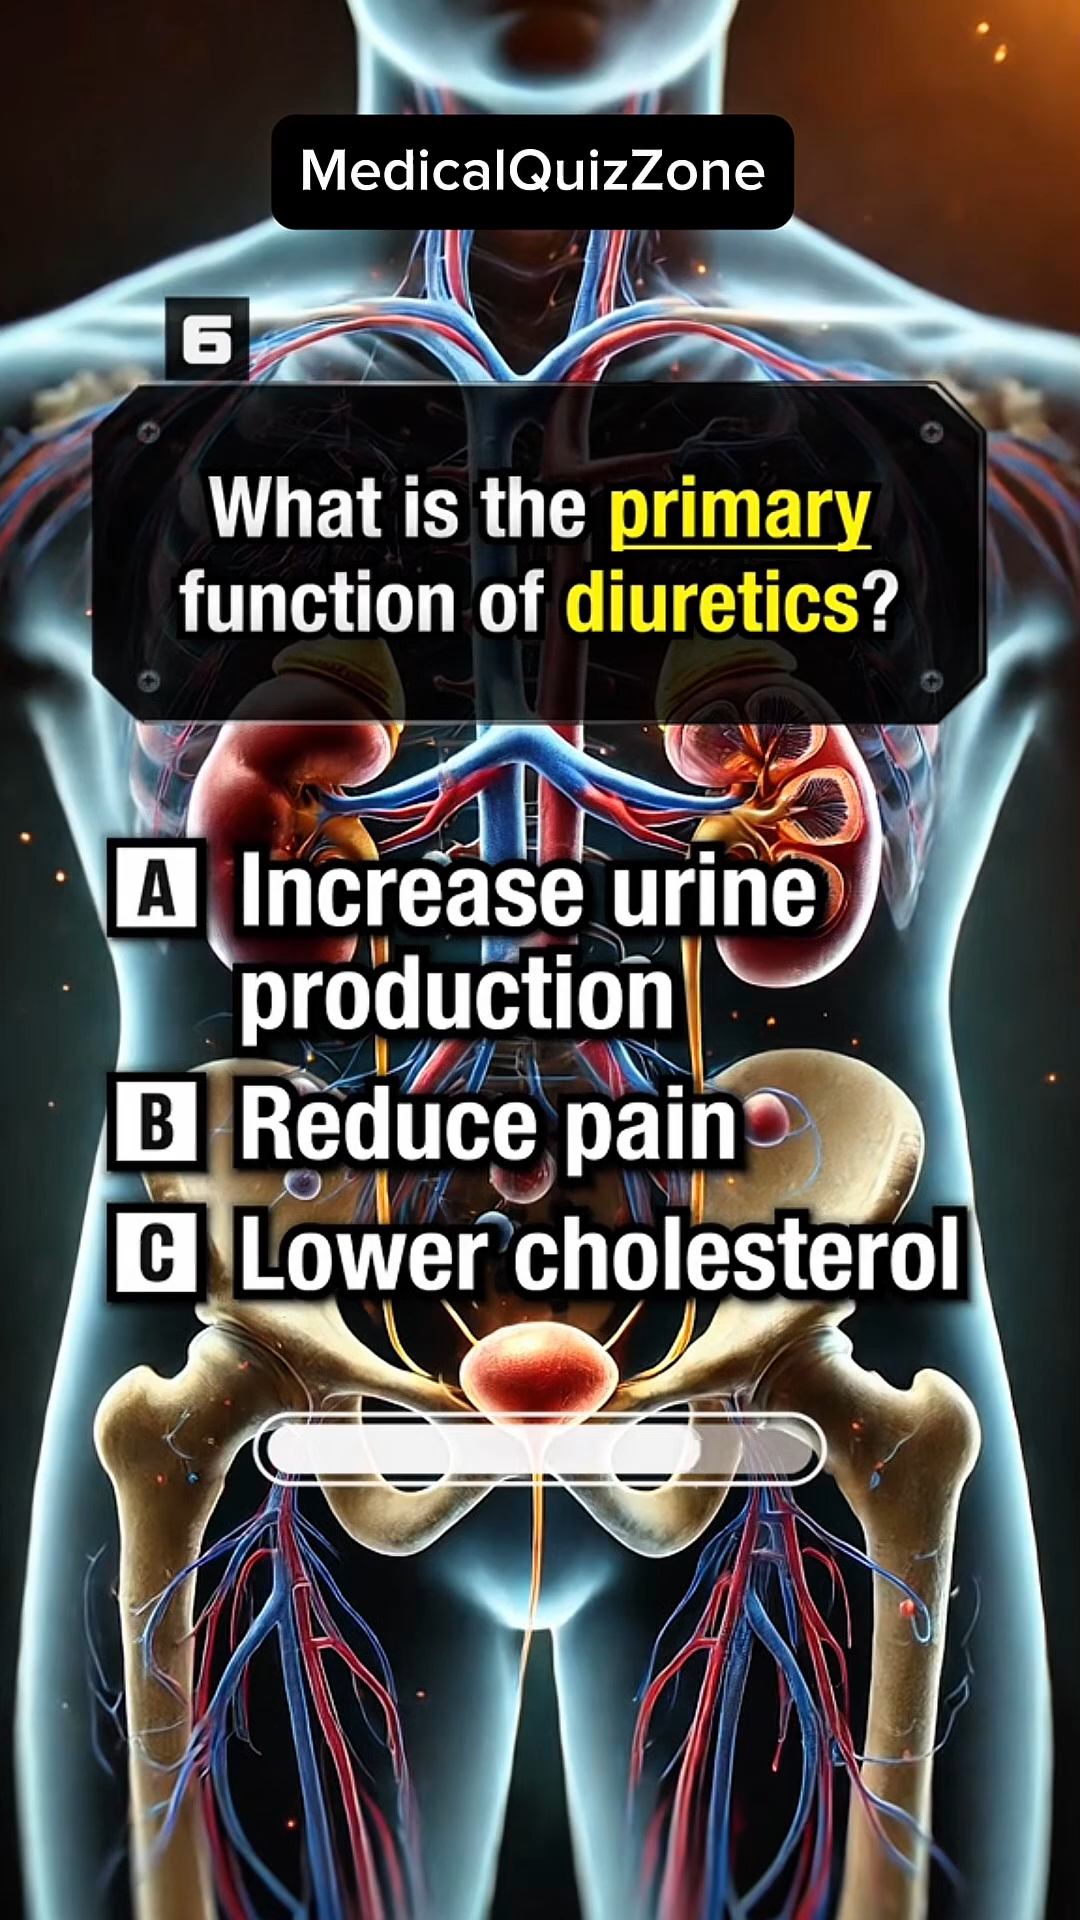 MedicalQuizZone
6
What is the primary
function of diuretics?
A Increase urine
production
B Reduce pain
C Lower cholesterol